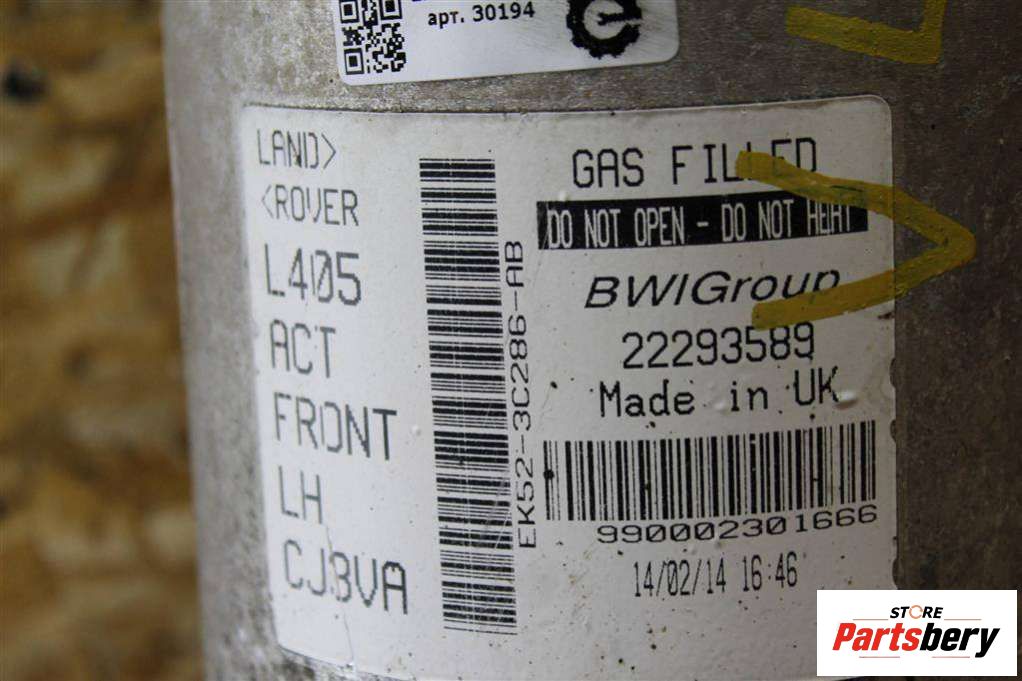 арт. 30194
LAND>
<ROVER
L405
ACT
FRONT
LH
CJ3VA
EK52-3C286-AB
GAS FILLED
DO NOT OPEN - DO NOT HEAT
BWIGroup
22293589
Made in UK
990002301666
14/02/14 16:46
STORE
Partsbery